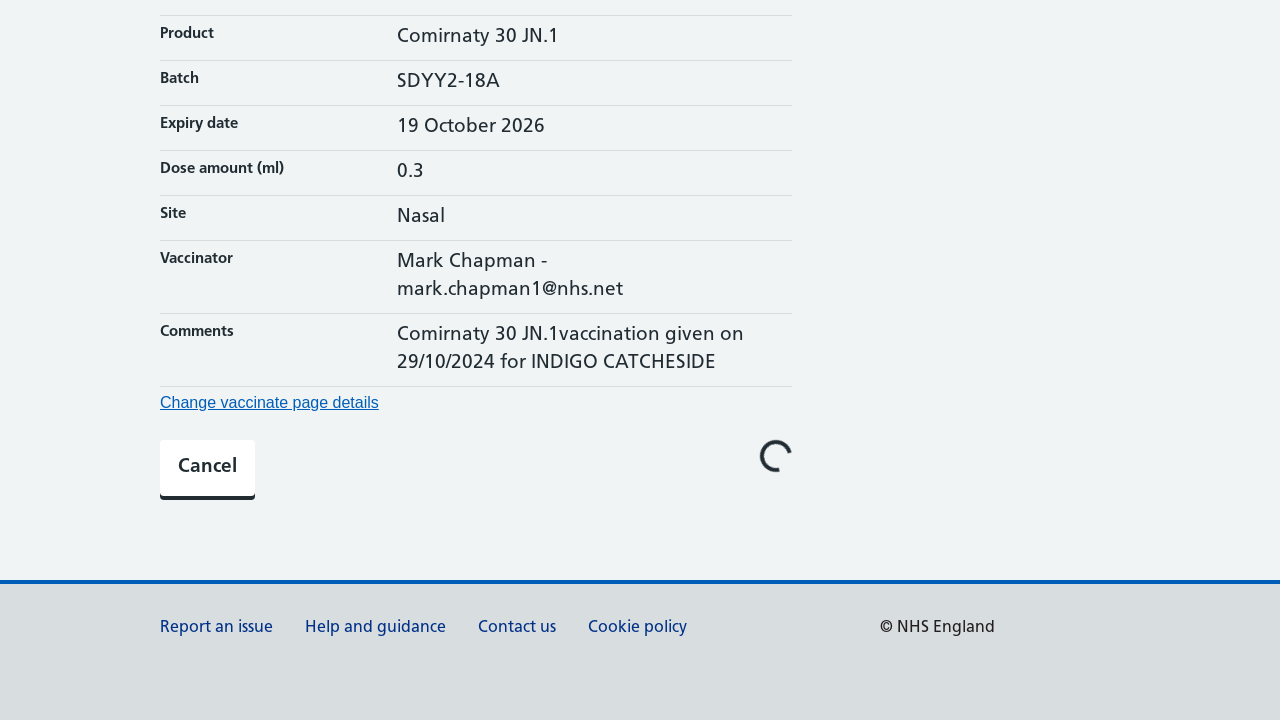 Product
Comirnaty 30 JN.1
Batch
SDYY2-18A
Expiry date
19 October 2026
Dose amount (ml)
0.3
Site
Nasal
Vaccinator
Mark Chapman -
mark.chapman1@nhs.net
Comments
Comirnaty 30 JN.1vaccination given on
29/10/2024 for INDIGO CATCHESIDE
Change vaccinate page details
Cancel
Report an issue
Help and guidance
Contact us
Cookie policy
© NHS England